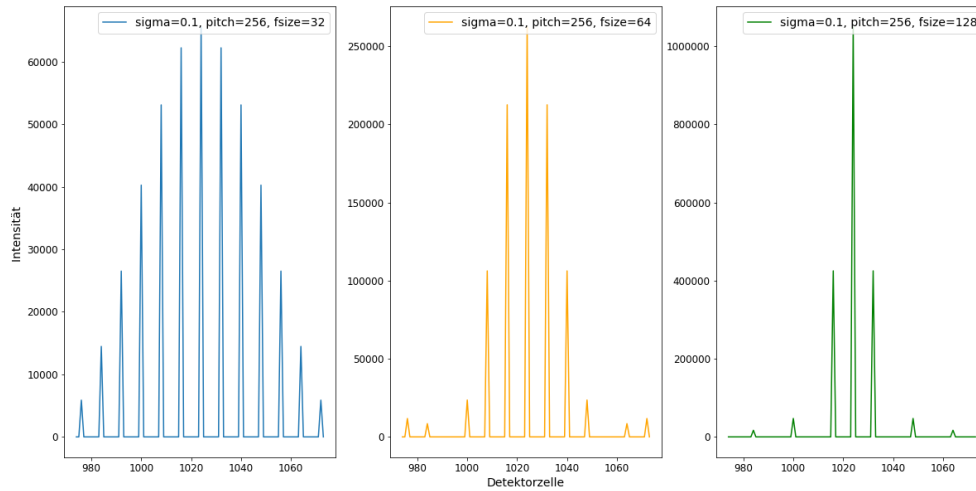 sigma=0.1, pitch=256, fsize=32
60000
50000
40000
30000
20000
10000
0
980 1000 1020 1040 1060
Intensität
sigma=0.1, pitch=256, fsize=64
250000
200000
150000
100000
50000
0
980 1000 1020 1040 1060
Detektorzelle
sigma=0.1, pitch=256, fsize=128
1000000
800000
600000
400000
200000
0
980 1000 1020 1040 1060